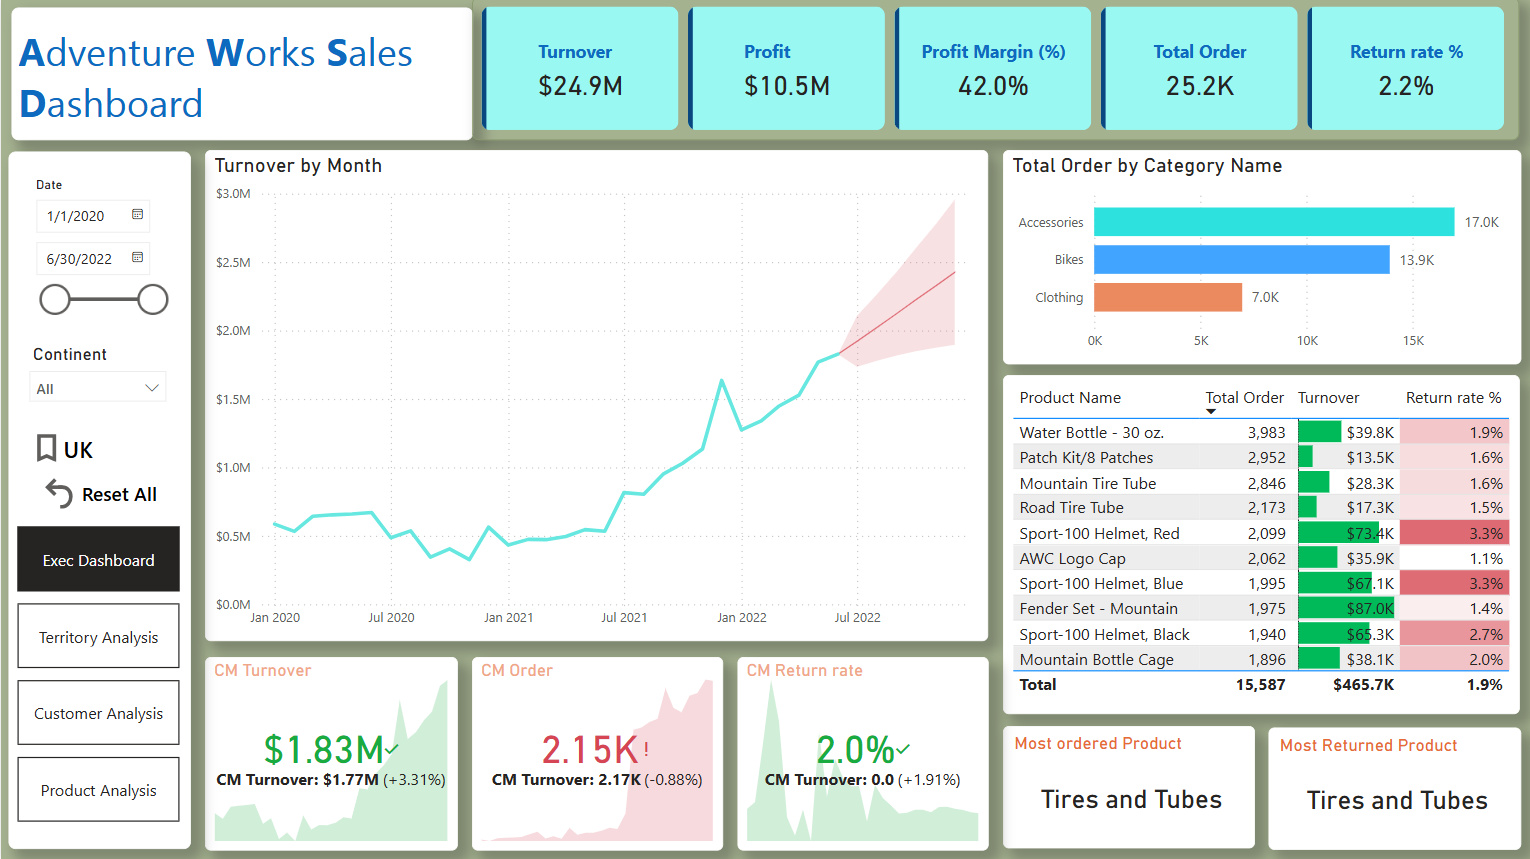 Adventure Works Sales
Dashboard
Turnover
$24.9M
Profit
$10.5M
Profit Margin (%)
42.0%
Total Order
25.2K
Return rate %
2.2%
Date
1/1/2020
6/30/2022
Continent
All
UK
Reset All
Exec Dashboard
Territory Analysis
Customer Analysis
Product Analysis
Turnover by Month
$3.0M
$2.5M
$2.0M
$1.5M
$1.0M
$0.5M
$0.0M
Jan 2020 Jul 2020 Jan 2021 Jul 2021 Jan 2022 Jul 2022
CM Turnover
$1.83M
CM Turnover: $1.77M (+3.31%)
CM Order
2.15K!
CM Turnover: 2.17K (-0.88%)
CM Return rate
2.0%
CM Turnover: 0.0 (+1.91%)
Total Order by Category Name
Accessories 17.0K
Bikes 13.9K
Clothing 7.0K
0K 5K 10K 15K
Product Name Total Order Turnover Return rate %
Water Bottle - 30 oz. 3,983 $39.8K 1.9%
Patch Kit/8 Patches 2,952 $13.5K 1.6%
Mountain Tire Tube 2,846 $28.3K 1.6%
Road Tire Tube 2,173 $17.3K 1.5%
Sport-100 Helmet, Red 2,099 $73.4K 3.3%
AWC Logo Cap 2,062 $35.9K 1.1%
Sport-100 Helmet, Blue 1,995 $67.1K 3.3%
Fender Set - Mountain 1,975 $87.0K 1.4%
Sport-100 Helmet, Black 1,940 $65.3K 2.7%
Mountain Bottle Cage 1,896 $38.1K 2.0%
Total 15,587 $465.7K 1.9%
Most ordered Product
Tires and Tubes
Most Returned Product
Tires and Tubes